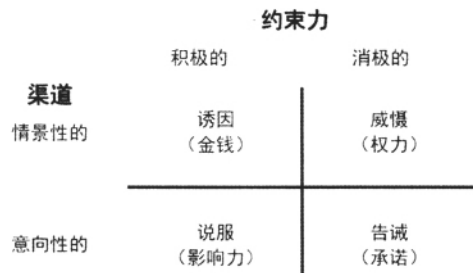 约束力
积极的 消极的
渠道
情景性的 诱因 威慑
（金钱） （权力）
意向性的 说服 告诫
（影响力） （承诺）